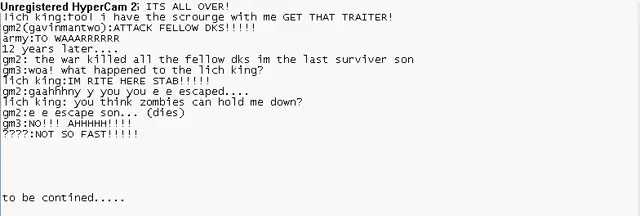 Unregistered HyperCam 2; ITS ALL OVER!
lich king:fool i have the scrourge with me GET THAT TRAITER!
gm2(gavinmantwo):ATTACK FELLOW DKS!!!!!
army:TO WAAARRRRRR
12 years later....
gm2: the war killed all the fellow dks im the last surviver son
gm3:woa! what happened to the lich king?
lich king:IM RITE HERE STAB!!!!!
gm2:gaahhhny y you you e e escaped....
lich king: you think zombies can hold me down?
gm2:e e escape son... (dies)
gm3:NO!!! AHHHHH!!!!
????:NOT SO FAST!!!!!
to be contined.....